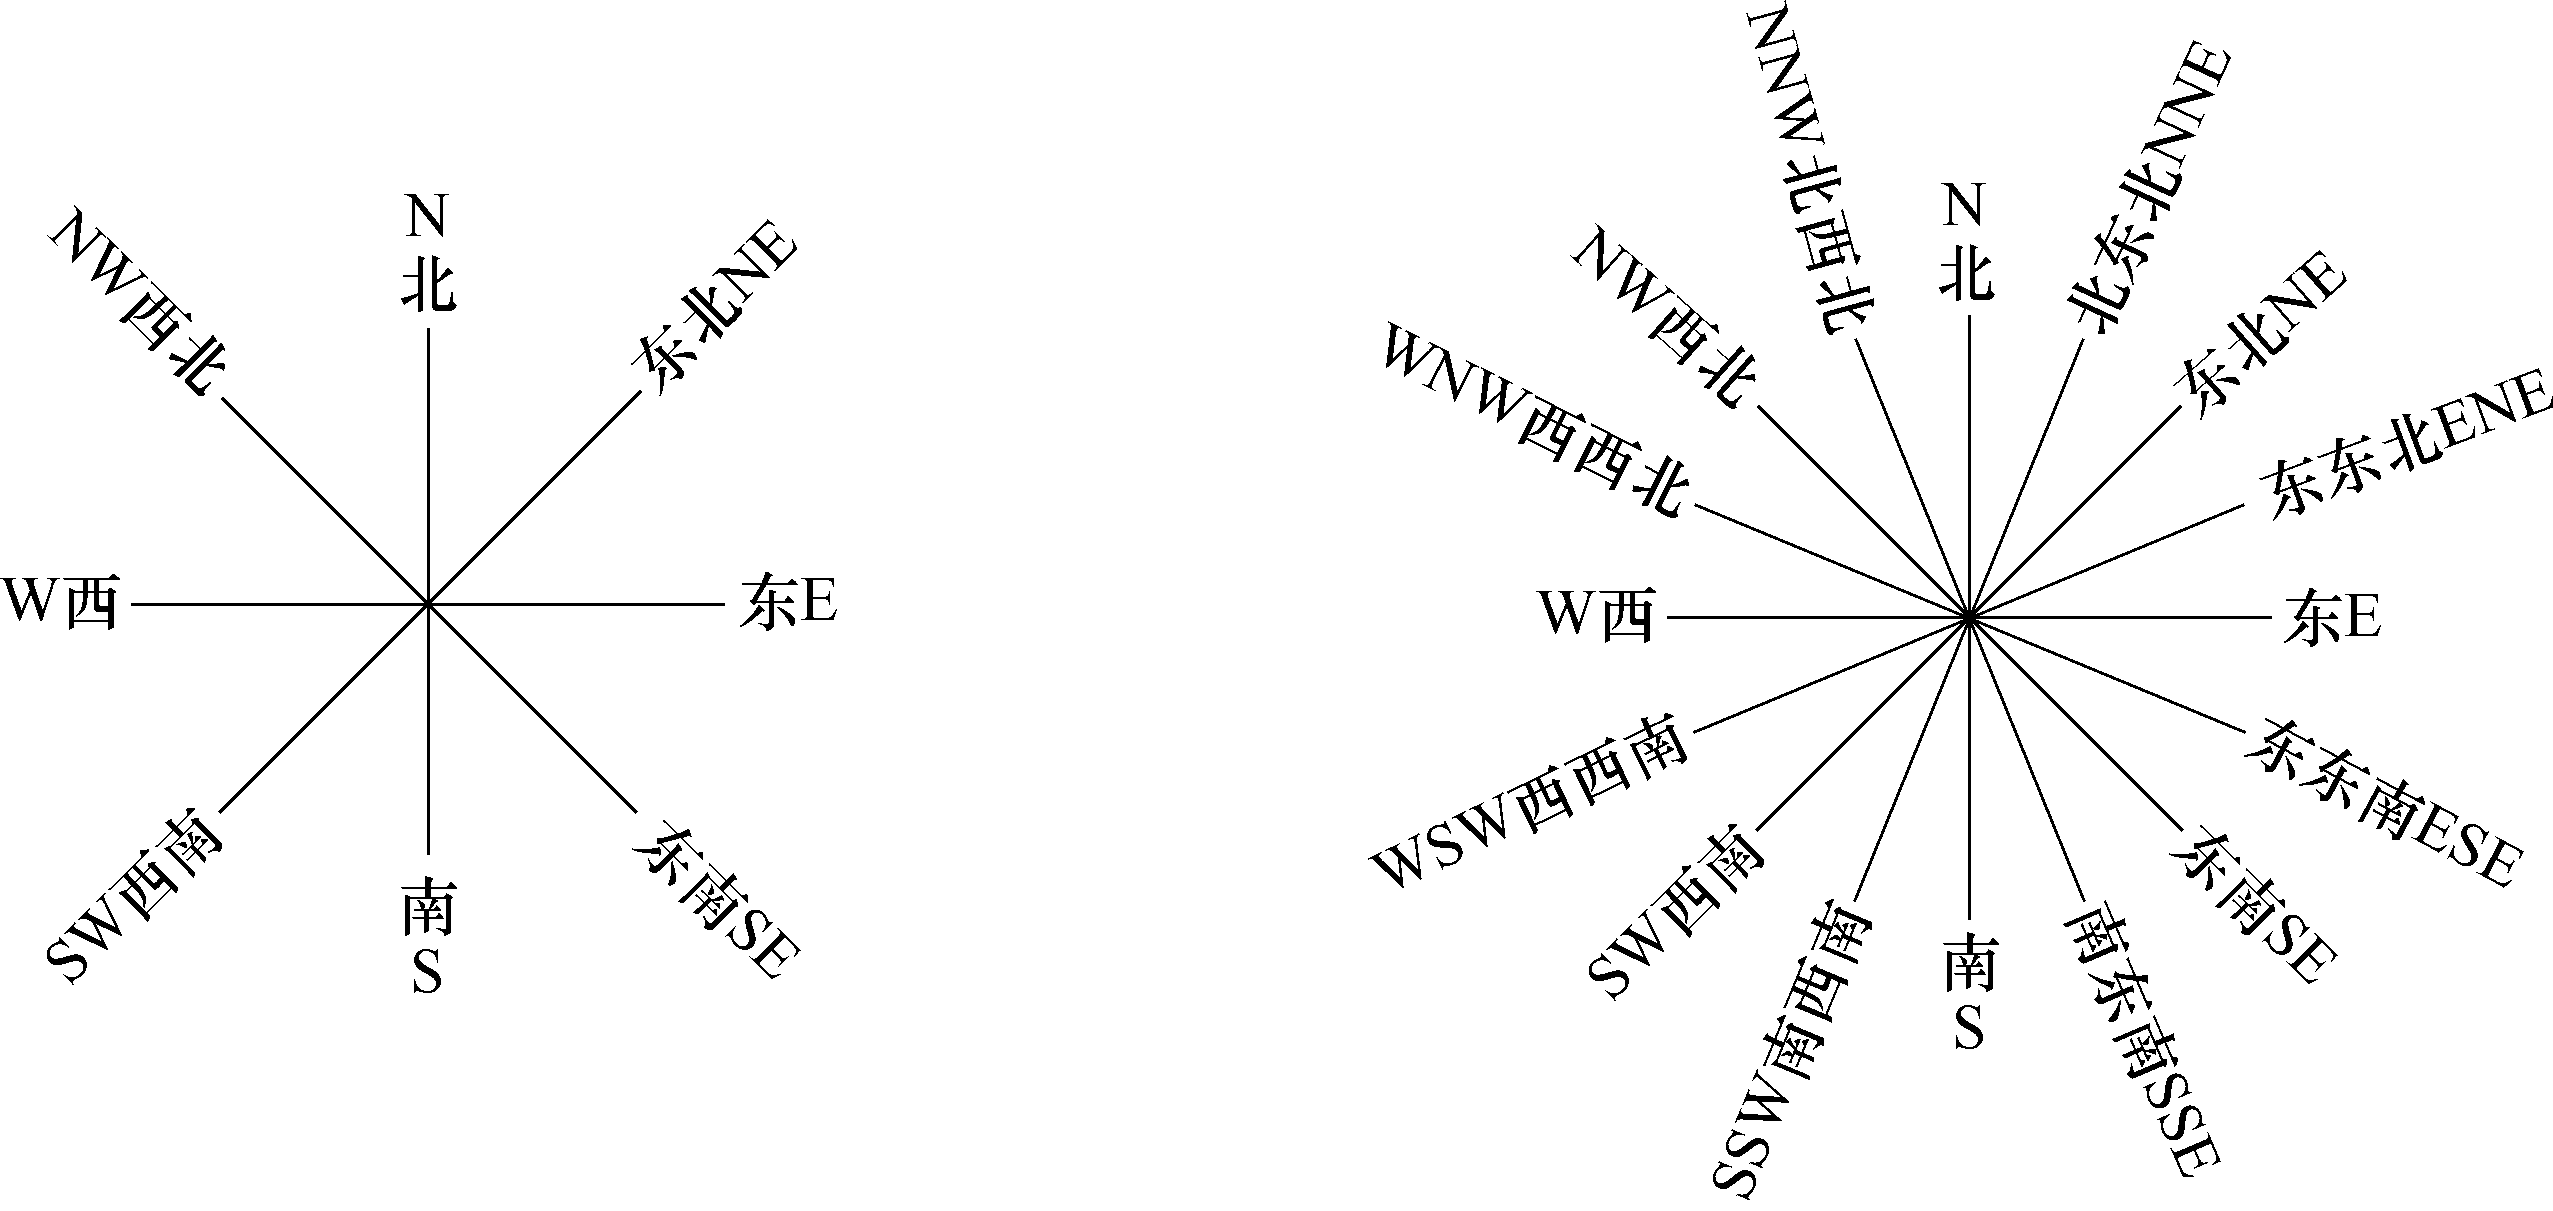 N
北
东北NE
东E
东南SE
南
S
SW西南
W西
NW西北
N
北
北东北NNE
东北NE
东东北ENE
东E
东东南ESE
东南SE
南东南SSE
南
S
SSW南西南
SW西南
WSW西西南
W西
WNW西西北
NW西北
NNW北西北